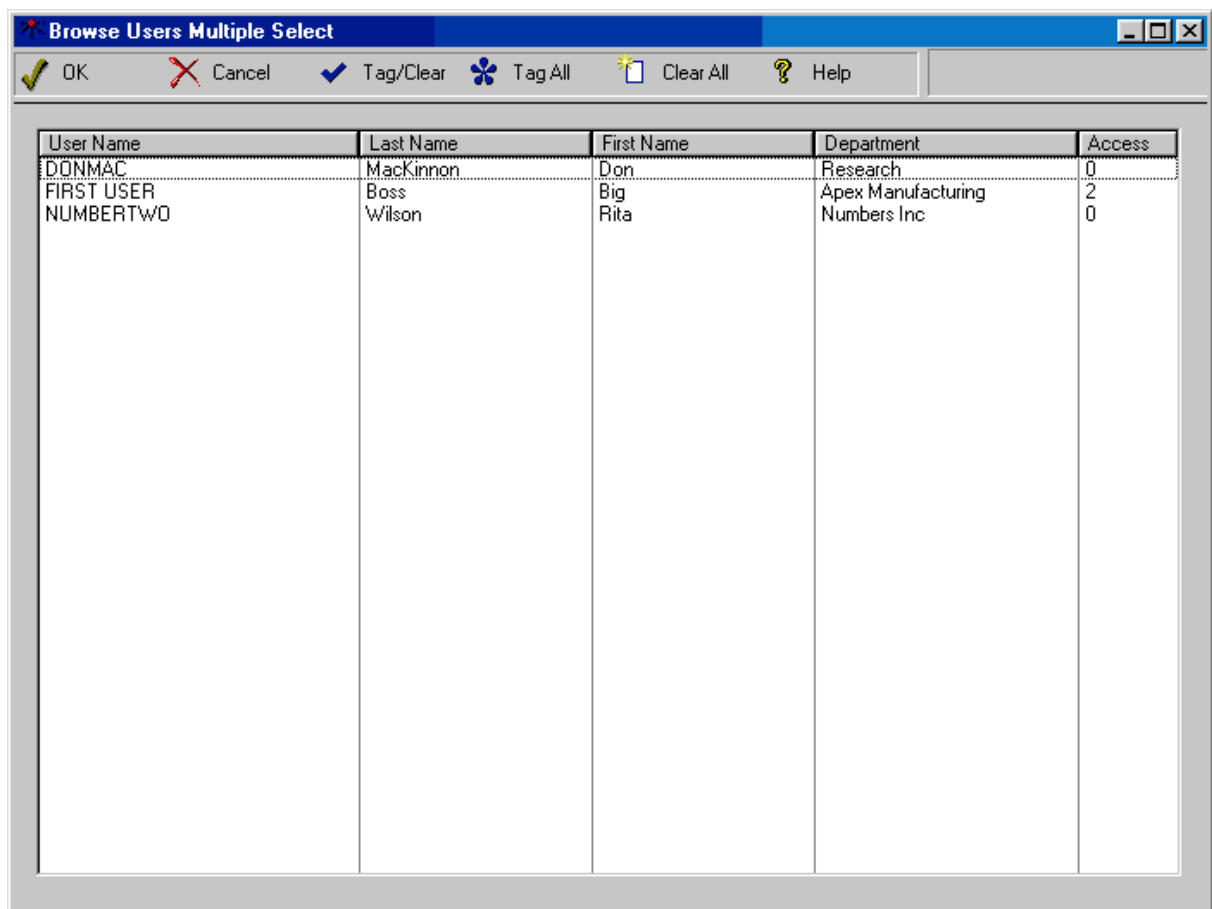 Browse Users Multiple Select
OK Cancel Tag/Clear Tag All Clear All Help
User Name Last Name First Name Department Access
DONMAC MacKinnon Don Research 0
FIRST USER Boss Big Apex Manufacturing 2
NUMBERTWO Wilson Rita Numbers Inc 0